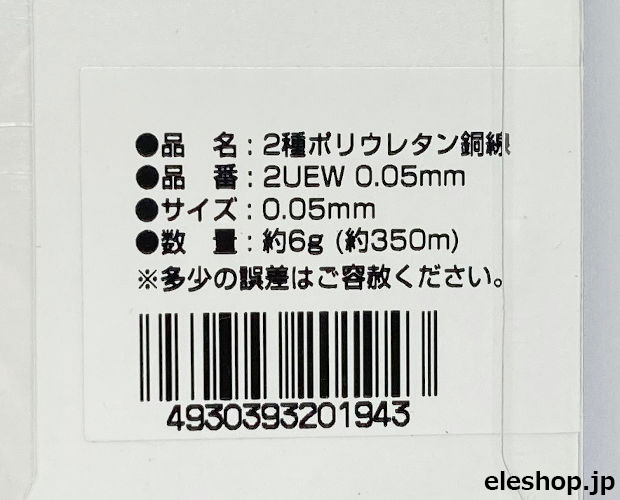 ●品　名：2種ポリウレタン銅線
●品　番：2UEW 0.05mm
●サイズ：0.05mm
●数　量：約6g (約350m)
※多少の誤差はご容赦ください。
4930393201943
eleshop.jp